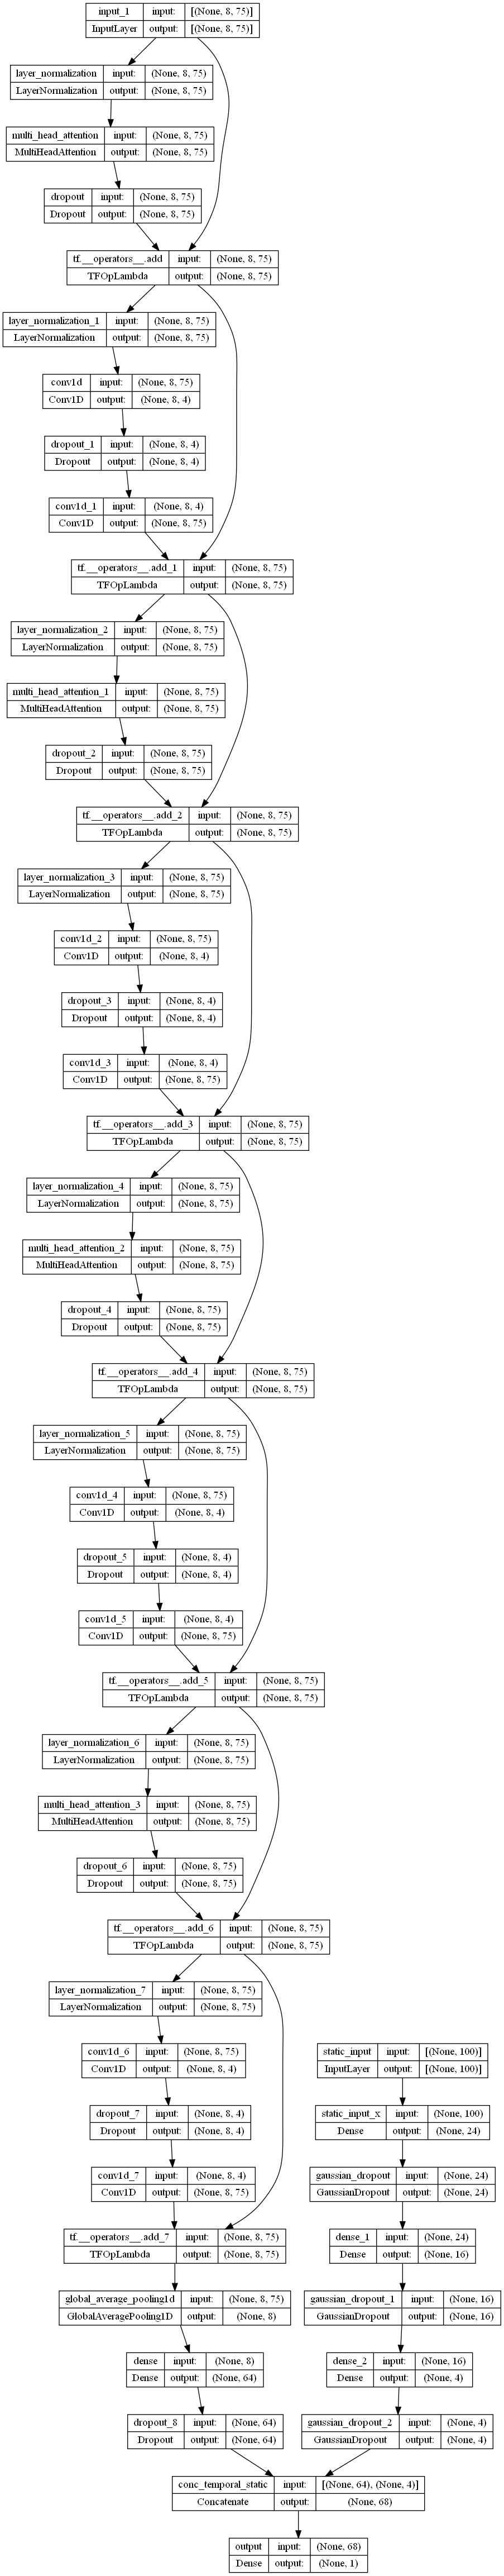 input_1 input: [(None, 8, 75)]
InputLayer output: [(None, 8, 75)]
layer_normalization input: (None, 8, 75)
LayerNormalization output: (None, 8, 75)
multi_head_attention input: (None, 8, 75)
MultiHeadAttention output: (None, 8, 75)
dropout input: (None, 8, 75)
Dropout output: (None, 8, 75)
tf.__operators__.add input: (None, 8, 75)
TFOpLambda output: (None, 8, 75)
layer_normalization_1 input: (None, 8, 75)
LayerNormalization output: (None, 8, 75)
conv1d input: (None, 8, 75)
Conv1D output: (None, 8, 4)
dropout_1 input: (None, 8, 4)
Dropout output: (None, 8, 4)
conv1d_1 input: (None, 8, 4)
Conv1D output: (None, 8, 75)
tf.__operators__.add_1 input: (None, 8, 75)
TFOpLambda output: (None, 8, 75)
layer_normalization_2 input: (None, 8, 75)
LayerNormalization output: (None, 8, 75)
multi_head_attention_1 input: (None, 8, 75)
MultiHeadAttention output: (None, 8, 75)
dropout_2 input: (None, 8, 75)
Dropout output: (None, 8, 75)
tf.__operators__.add_2 input: (None, 8, 75)
TFOpLambda output: (None, 8, 75)
layer_normalization_3 input: (None, 8, 75)
LayerNormalization output: (None, 8, 75)
conv1d_2 input: (None, 8, 75)
Conv1D output: (None, 8, 4)
dropout_3 input: (None, 8, 4)
Dropout output: (None, 8, 4)
conv1d_3 input: (None, 8, 4)
Conv1D output: (None, 8, 75)
tf.__operators__.add_3 input: (None, 8, 75)
TFOpLambda output: (None, 8, 75)
layer_normalization_4 input: (None, 8, 75)
LayerNormalization output: (None, 8, 75)
multi_head_attention_2 input: (None, 8, 75)
MultiHeadAttention output: (None, 8, 75)
dropout_4 input: (None, 8, 75)
Dropout output: (None, 8, 75)
tf.__operators__.add_4 input: (None, 8, 75)
TFOpLambda output: (None, 8, 75)
layer_normalization_5 input: (None, 8, 75)
LayerNormalization output: (None, 8, 75)
conv1d_4 input: (None, 8, 75)
Conv1D output: (None, 8, 4)
dropout_5 input: (None, 8, 4)
Dropout output: (None, 8, 4)
conv1d_5 input: (None, 8, 4)
Conv1D output: (None, 8, 75)
tf.__operators__.add_5 input: (None, 8, 75)
TFOpLambda output: (None, 8, 75)
layer_normalization_6 input: (None, 8, 75)
LayerNormalization output: (None, 8, 75)
multi_head_attention_3 input: (None, 8, 75)
MultiHeadAttention output: (None, 8, 75)
dropout_6 input: (None, 8, 75)
Dropout output: (None, 8, 75)
tf.__operators__.add_6 input: (None, 8, 75)
TFOpLambda output: (None, 8, 75)
layer_normalization_7 input: (None, 8, 75)
LayerNormalization output: (None, 8, 75)
conv1d_6 input: (None, 8, 75)
Conv1D output: (None, 8, 4)
dropout_7 input: (None, 8, 4)
Dropout output: (None, 8, 4)
conv1d_7 input: (None, 8, 4)
Conv1D output: (None, 8, 75)
tf.__operators__.add_7 input: (None, 8, 75)
TFOpLambda output: (None, 8, 75)
global_average_pooling1d input: (None, 8, 75)
GlobalAveragePooling1D output: (None, 8)
dense input: (None, 8)
Dense output: (None, 64)
dropout_8 input: (None, 64)
Dropout output: (None, 64)
static_input input: [(None, 100)]
InputLayer output: [(None, 100)]
static_input_x input: (None, 100)
Dense output: (None, 24)
gaussian_dropout input: (None, 24)
GaussianDropout output: (None, 24)
dense_1 input: (None, 24)
Dense output: (None, 16)
gaussian_dropout_1 input: (None, 16)
GaussianDropout output: (None, 16)
dense_2 input: (None, 16)
Dense output: (None, 4)
gaussian_dropout_2 input: (None, 4)
GaussianDropout output: (None, 4)
conc_temporal_static input: [(None, 64), (None, 4)]
Concatenate output: (None, 68)
output input: (None, 68)
Dense output: (None, 1)